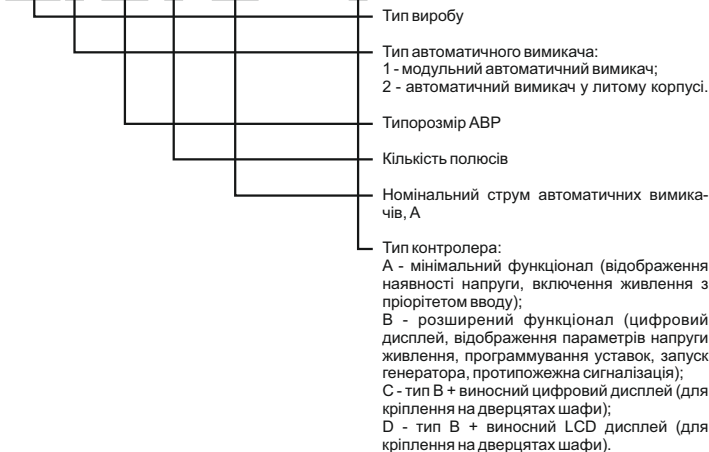 Тип виробу
Тип автоматичного вимикача:
1 - модульний автоматичний вимикач;
2 - автоматичний вимикач у литому корпусі.
Типорозмір АВР
Кількість полюсів
Номінальний струм автоматичних вимика-
чів, А
Тип контролера:
А - мінімальний функціонал (відображення
наявності напруги, включення живлення з
пріорітетом вводу);
В - розширений функціонал (цифровий
дисплей, відображення параметрів напруги
живлення, программування уставок, запуск
генератора, протипожежна сигналізація);
С - тип В + виносний цифровий дисплей (для
кріплення на дверцятах шафи);
D - тип В + виносний LCD дисплей (для
кріплення на дверцятах шафи).